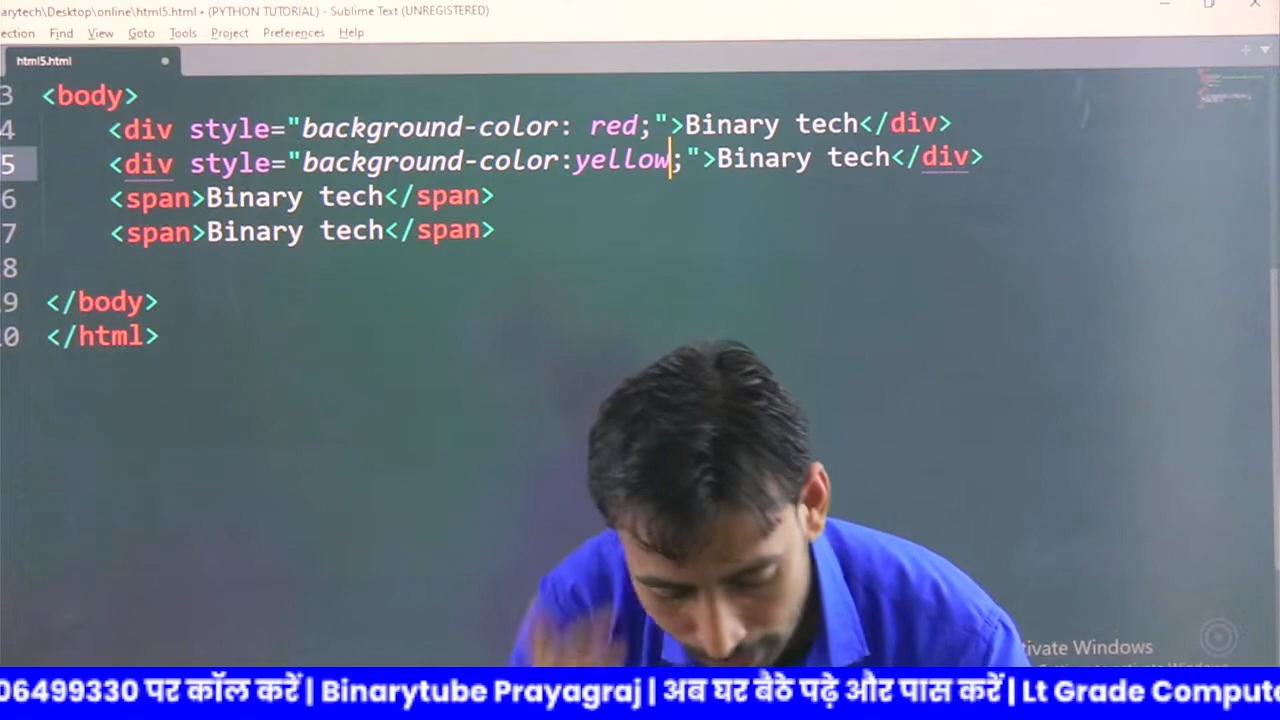 arytech\Desktop\online\html5.html • (PYTHON TUTORIAL) - Sublime Text (UNREGISTERED)
ection Find View Goto Tools Project Preferences Help
html5.html
3 <body>
4 <div style="background-color: red;">Binary tech</div>
5 <div style="background-color:yellow;">Binary tech</div>
6 <span>Binary tech</span>
7 <span>Binary tech</span>
8
9 </body>
0 </html>
tivate Windows
06499330 पर कॉल करें | Binarytube Prayagraj | अब घर बैठे पढ़े और पास करें | Lt Grade Compute